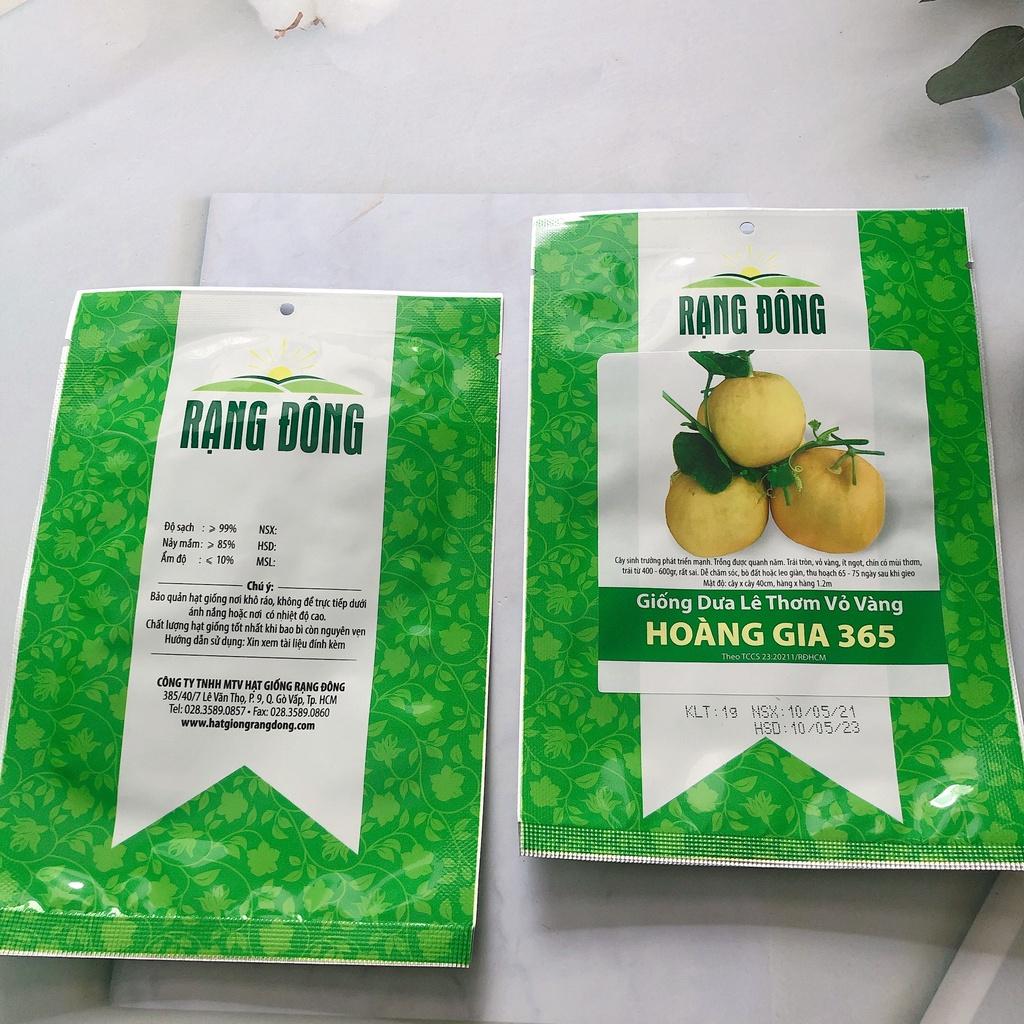 RẠNG ĐÔNG
Độ sạch : ⩾ 99% NSX:
Nảy mầm: ⩾ 85% HSD:
Ẩm độ : ⩽ 10% MSL:
Chú ý:
Bảo quản hạt giống nơi khô ráo, không để trực tiếp dưới
ánh nắng hoặc nơi có nhiệt độ cao.
Chất lượng hạt giống tốt nhất khi bao bì còn nguyên vẹn
Hướng dẫn sử dụng: Xin xem tài liệu đính kèm
CÔNG TY TNHH MTV HẠT GIỐNG RẠNG ĐÔNG
385/40/7 Lê Văn Thọ, P. 9, Q. Gò Vấp, Tp. HCM
Tel: 028.3589.0857 • Fax: 028.3589.0860
www.hatgiongrangdong.com
RẠNG ĐÔNG
Cây sinh trưởng phát triển mạnh. Trồng được quanh năm. Trái tròn, vỏ vàng, ít ngọt, chín có mùi thơm,
trái từ 400 - 600gr, rất sai. Dễ chăm sóc, bò đất hoặc leo giàn, thu hoạch 65 - 75 ngày sau khi gieo
Mật độ: cây x cây 40cm, hàng x hàng 1.2m
Giống Dưa Lê Thơm Vỏ Vàng
HOÀNG GIA 365
Theo TCCS 23:20211/RĐHCM
KLT:1g NSX:10/05/21
HSD:10/05/23